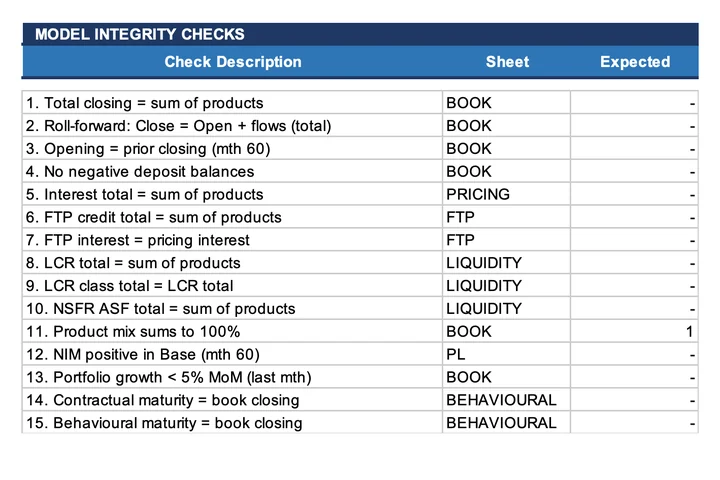 MODEL INTEGRITY CHECKS
Check Description Sheet Expected
1. Total closing = sum of products BOOK -
2. Roll-forward: Close = Open + flows (total) BOOK -
3. Opening = prior closing (mth 60) BOOK -
4. No negative deposit balances BOOK -
5. Interest total = sum of products PRICING -
6. FTP credit total = sum of products FTP -
7. FTP interest = pricing interest FTP -
8. LCR total = sum of products LIQUIDITY -
9. LCR class total = LCR total LIQUIDITY -
10. NSFR ASF total = sum of products LIQUIDITY -
11. Product mix sums to 100% BOOK 1
12. NIM positive in Base (mth 60) PL -
13. Portfolio growth < 5% MoM (last mth) BOOK -
14. Contractual maturity = book closing BEHAVIOURAL -
15. Behavioural maturity = book closing BEHAVIOURAL -